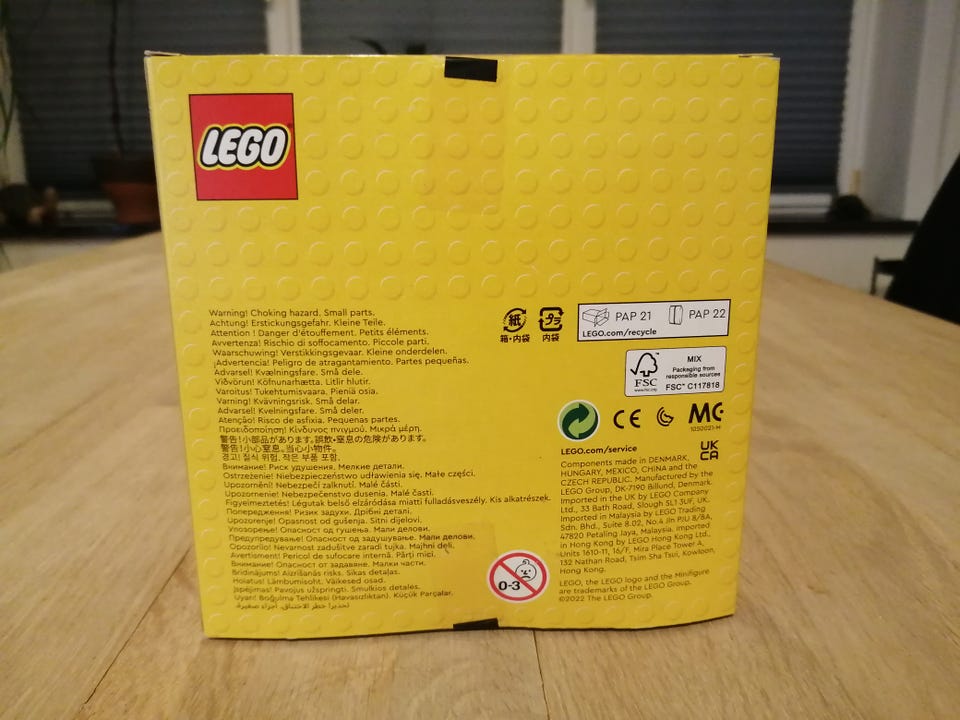 LEGO
Warning! Choking hazard. Small parts.
Achtung! Erstickungsgefahr. Kleine Teile.
Attention ! Danger d'étouffement. Petits éléments.
Avvertenza! Rischio di soffocamento. Piccole parti.
Waarschuwing! Verstikkingsgevaar. Kleine onderdelen.
¡Advertencia! Peligro de atragantamiento. Partes pequeñas.
Advarsel! Kvælningsfare. Små dele.
Viðvörun! Köfnunarhætta. Litlir hlutir.
Varoitus! Tukehtumisvaara. Pieniä osia.
Varning! Kvävningsrisk. Små delar.
Advarsel! Kvelningsfare. Små deler.
Atenção! Risco de asfixia. Pequenas partes.
Προειδοποίηση! Κίνδυνος πνιγμού. Μικρά μέρη.
警告!小部品があります。誤飲・窒息の危険があります。
警告!小心窒息。当心小物件。
경고! 질식 위험. 작은 부품 포함.
Внимание! Риск удушения. Мелкие детали.
Ostrzeżenie! Niebezpieczeństwo udławienia się. Małe części.
Upozornění! Nebezpečí zalknutí. Malé části.
Upozornenie! Nebezpečenstvo dusenia. Malé časti.
Figyelmeztetés! Légutak belső elzáródása miatti fulladásveszély. Kis alkatrészek.
Попередження! Ризик задухи. Дрібні деталі.
Upozorenje! Opasnost od gušenja. Sitni dijelovi.
Упозорење! Опасност од гушења. Мали делови.
Предупредување! Опасност од задушување. Мали делови.
Opozorilo! Nevarnost zadušitve zaradi tujka. Majhni deli.
Avertisment! Pericol de sufocare internă. Părți mici.
Внимание! Опасност от задавяне. Малки части.
Brīdinājums! Aizrīšanās risks. Sīkas detaļas.
Hoiatus! Lämbumisoht. Väikesed osad.
Įspėjimas! Pavojus užspringti. Smulkios detalės.
Uyarı! Boğulma Tehlikesi (Havasızlıktan). Küçük Parçalar.
تحذير! خطر الاختناق. أجزاء صغيرة.
0-3
紙 プラ
箱・内袋 内袋
PAP 21 PAP 22
LEGO.com/recycle
FSC
www.fsc.org
MIX
Packaging from
responsible sources
FSC™ C117818
CE
MC
1050021-M
LEGO.com/service
UK
CA
Components made in DENMARK,
HUNGARY, MEXICO, CHINA and the
CZECH REPUBLIC. Manufactured by the
LEGO Group, DK-7190 Billund, Denmark.
Imported in the UK by LEGO Company
Ltd., 33 Bath Road, Slough SL1 3UF, UK.
Imported in Malaysia by LEGO Trading
Sdn. Bhd., Suite 8.02, No.4 Jln PJU 8/8A,
47820 Petaling Jaya, Malaysia. Imported
in Hong Kong by LEGO Hong Kong Ltd.,
Units 1610-11, 16/F, Mira Place Tower A,
132 Nathan Road, Tsim Sha Tsui, Kowloon,
Hong Kong.
LEGO, the LEGO logo and the Minifigure
are trademarks of the LEGO Group.
©2022 The LEGO Group.